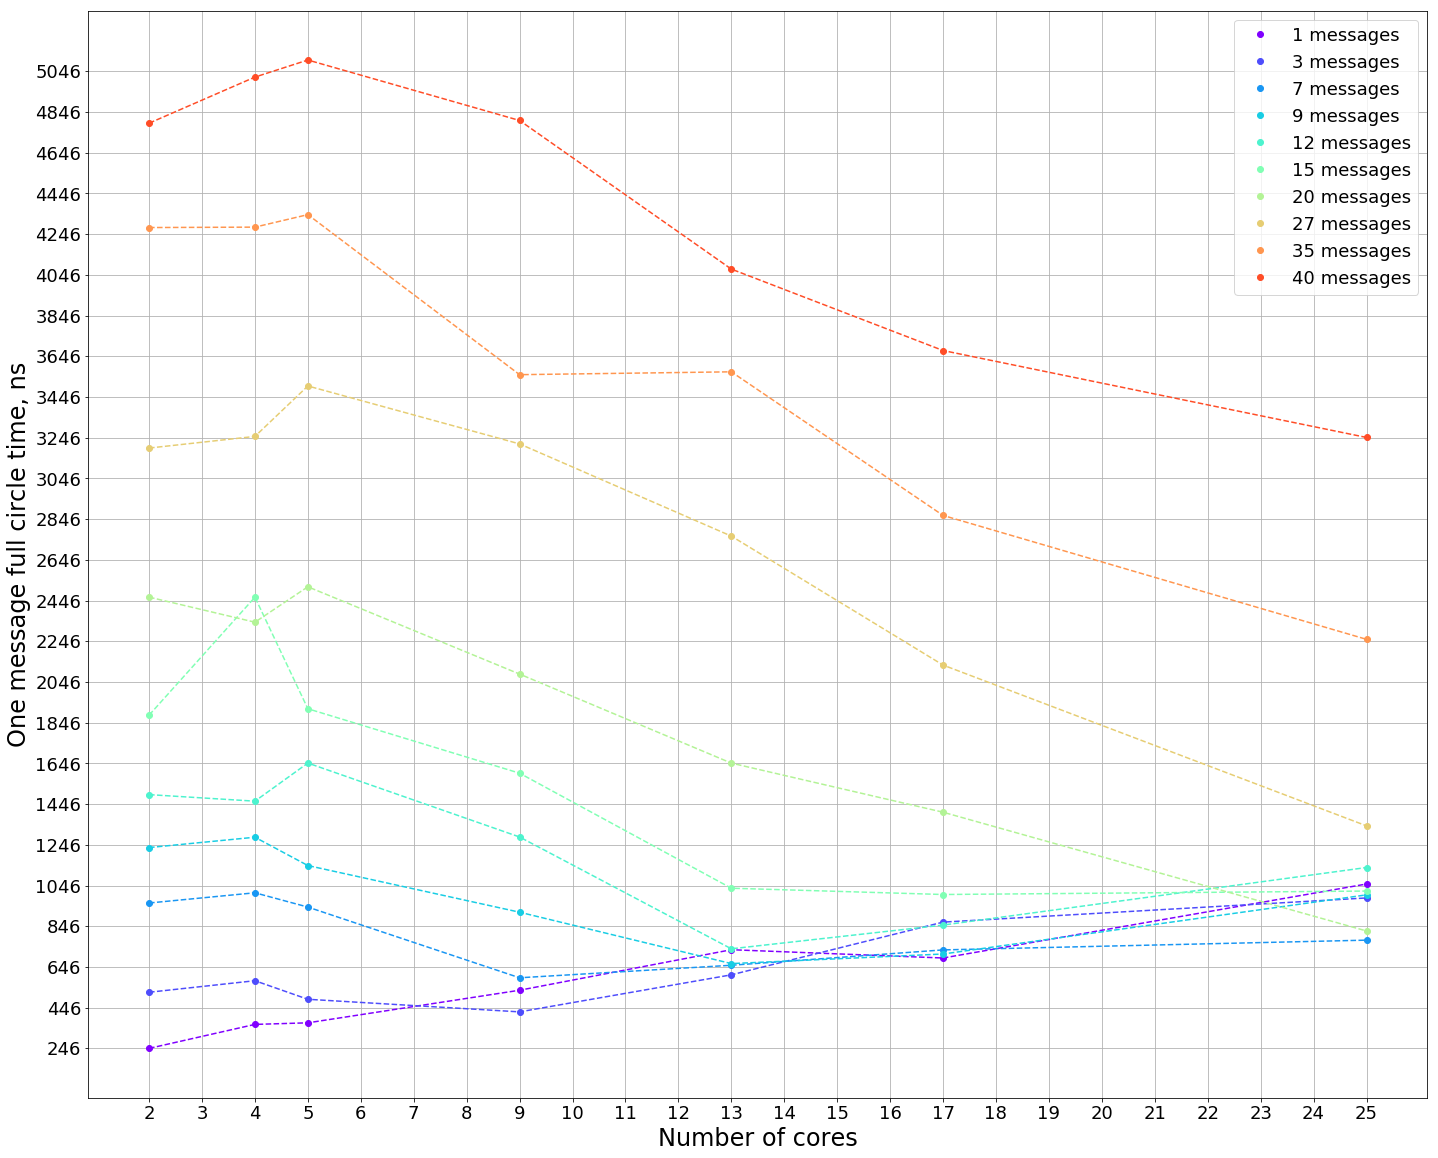 1 messages
3 messages
7 messages
9 messages
12 messages
15 messages
20 messages
27 messages
35 messages
40 messages
One message full circle time, ns
5046
4846
4646
4446
4246
4046
3846
3646
3446
3246
3046
2846
2646
2446
2246
2046
1846
1646
1446
1246
1046
846
646
446
246
2 3 4 5 6 7 8 9 10 11 12 13 14 15 16 17 18 19 20 21 22 23 24 25
Number of cores